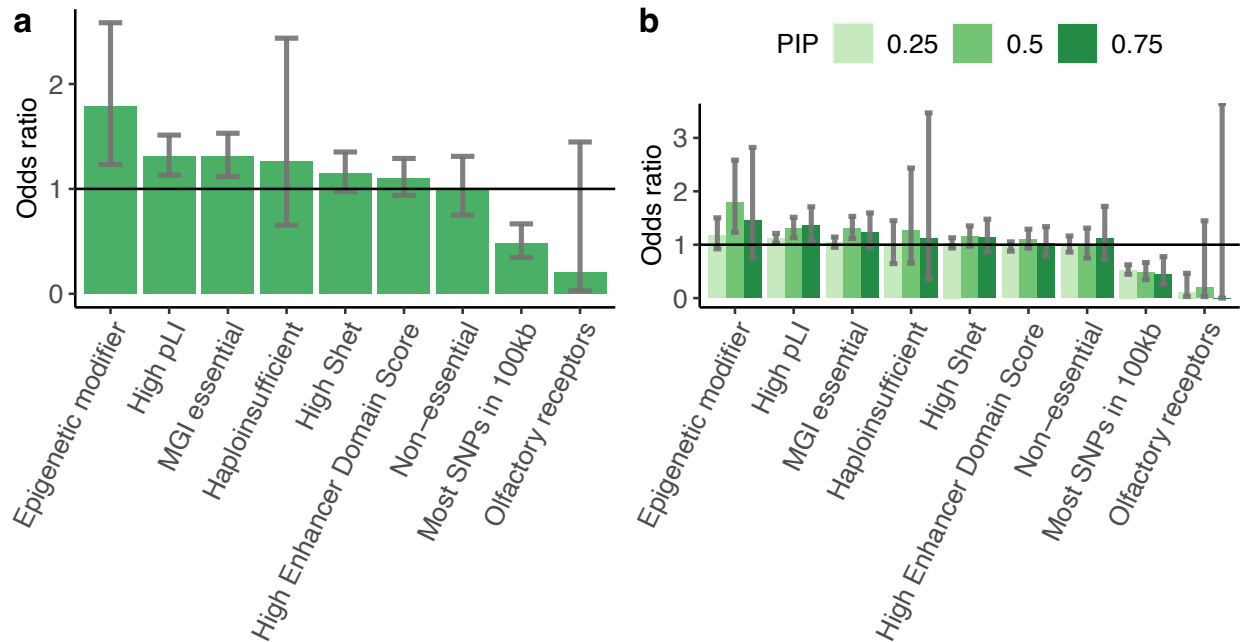 a
Odds ratio
2
1
0
Epigenetic modifier
High pLI
MGI essential
Haploinsufficient
High Shet
High Enhancer Domain Score
Non−essential
Most SNPs in 100kb
Olfactory receptors
b
PIP 0.25 0.5 0.75
Odds ratio
3
2
1
0
Epigenetic modifier
High pLI
MGI essential
Haploinsufficient
High Shet
High Enhancer Domain Score
Non−essential
Most SNPs in 100kb
Olfactory receptors